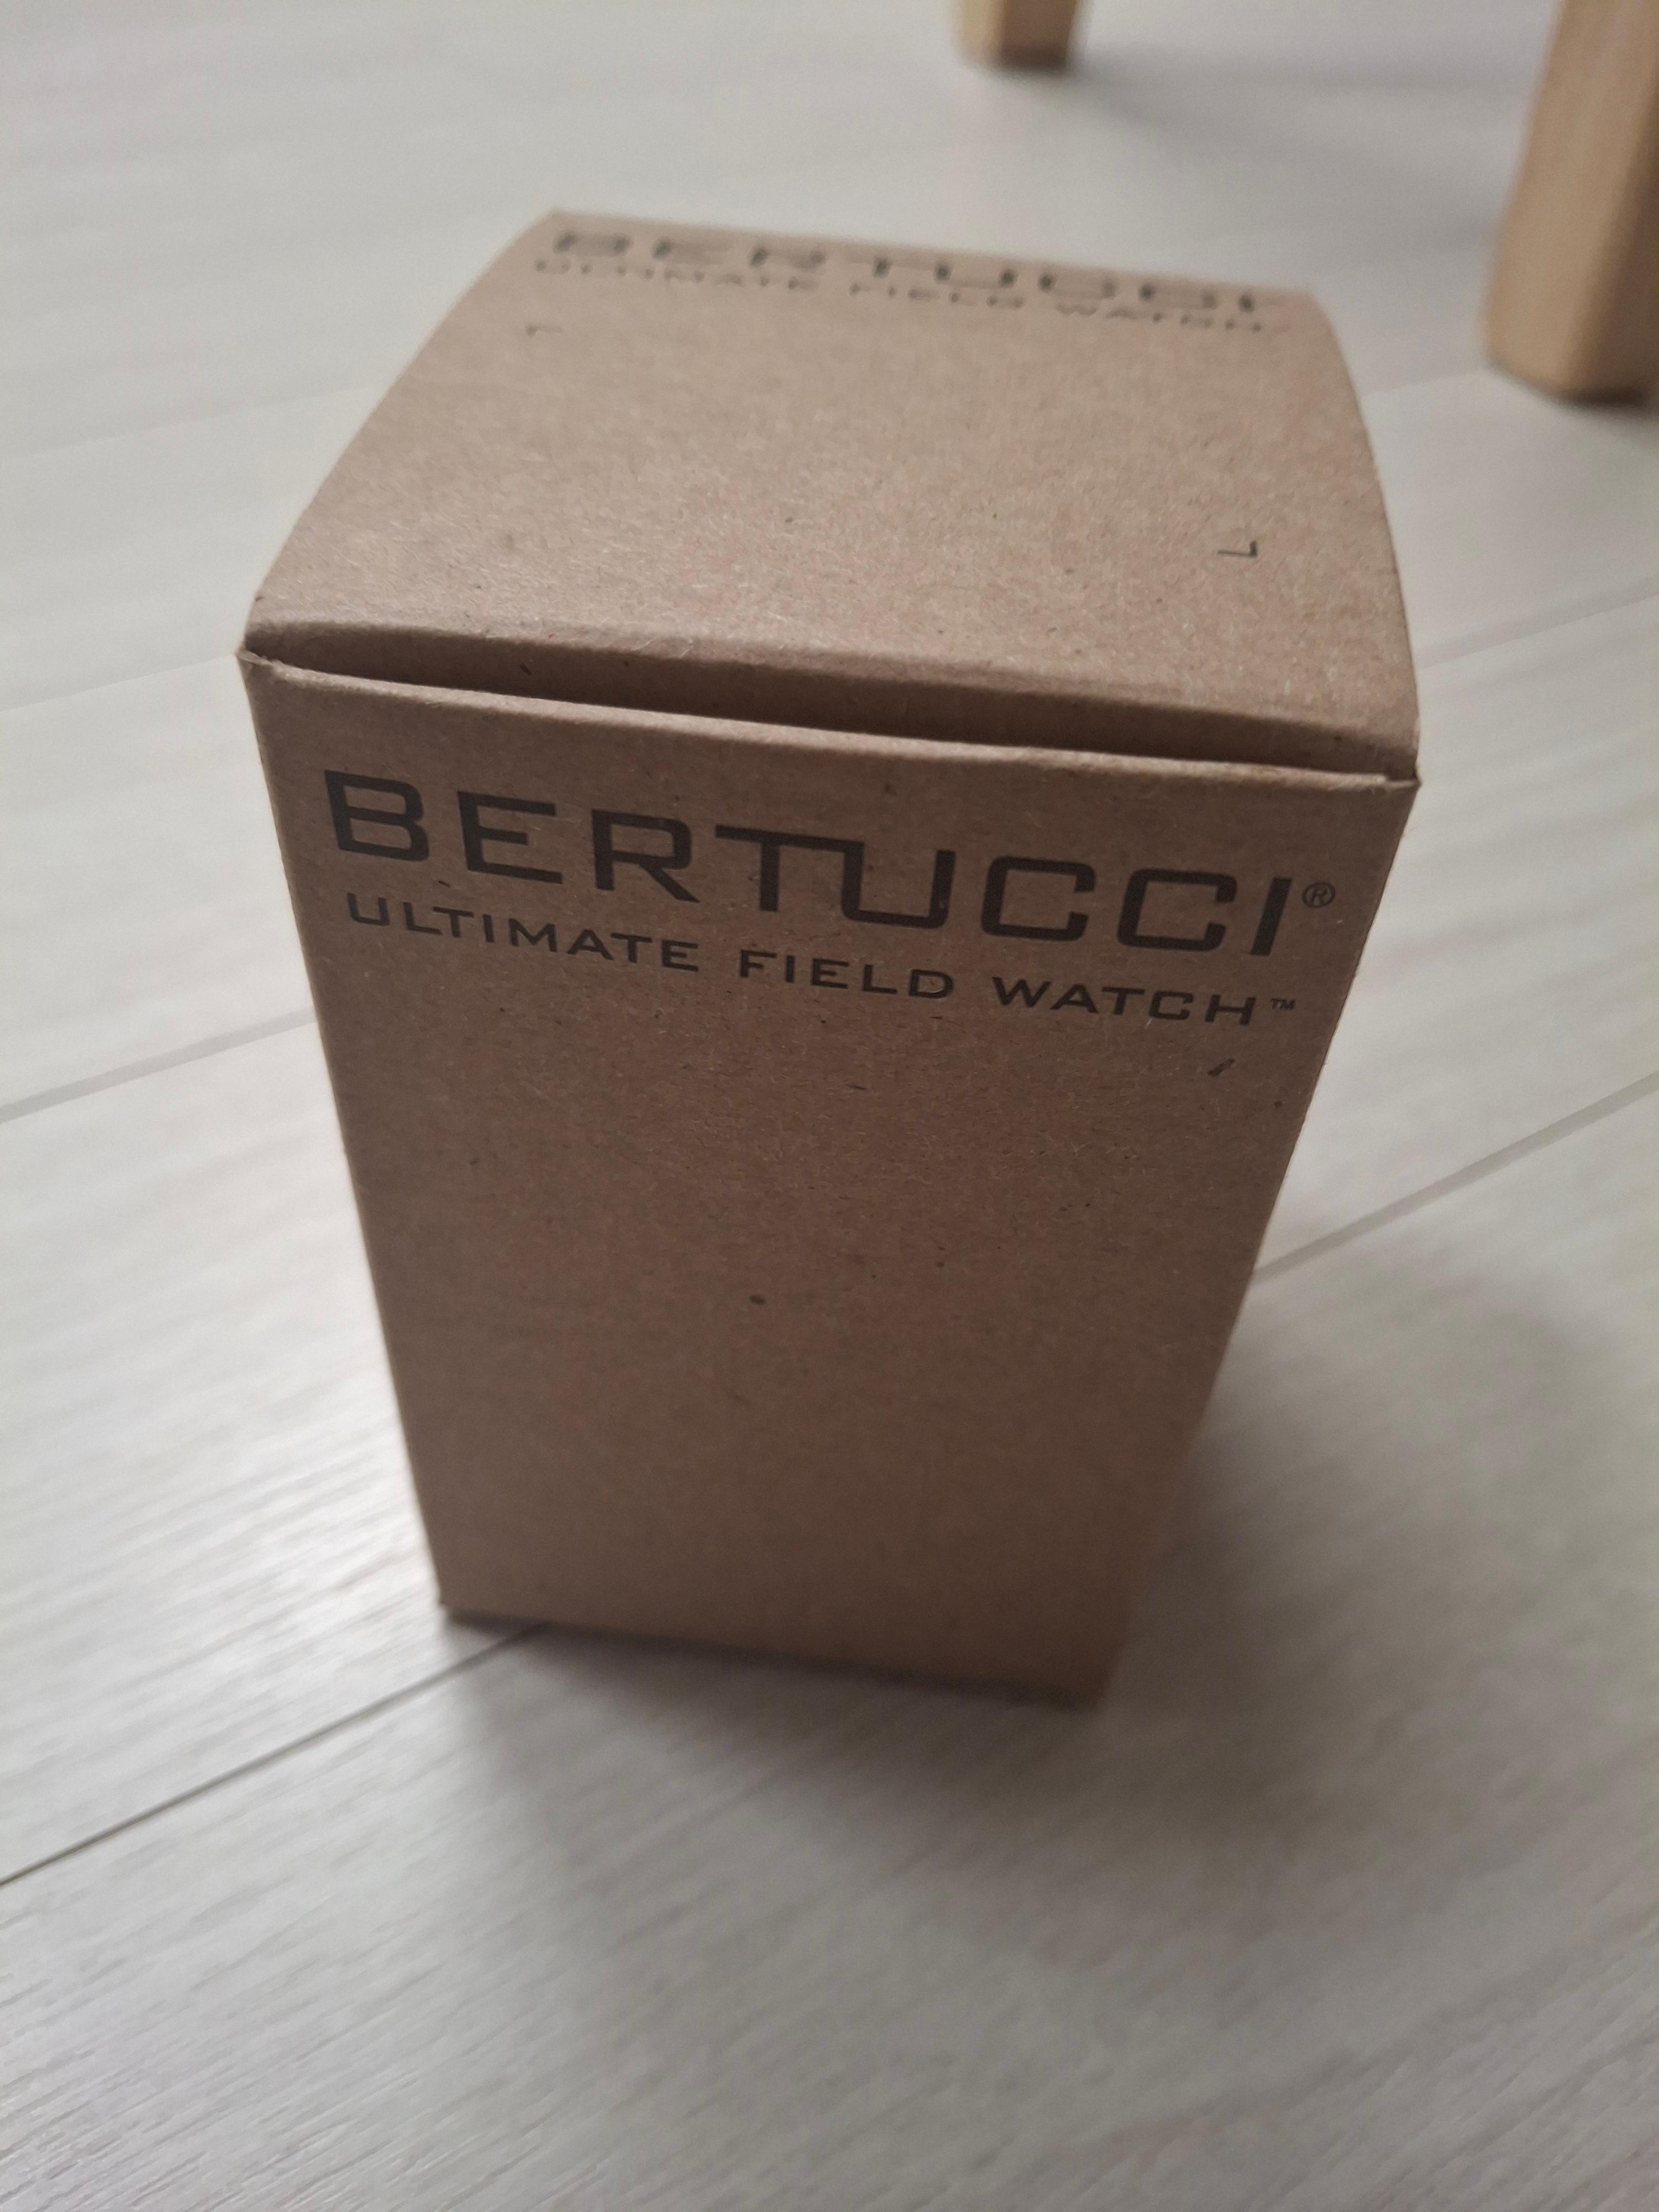 BERTUCCI
ULTIMATE FIELD WATCH
BERTUCCI®
ULTIMATE FIELD WATCH™